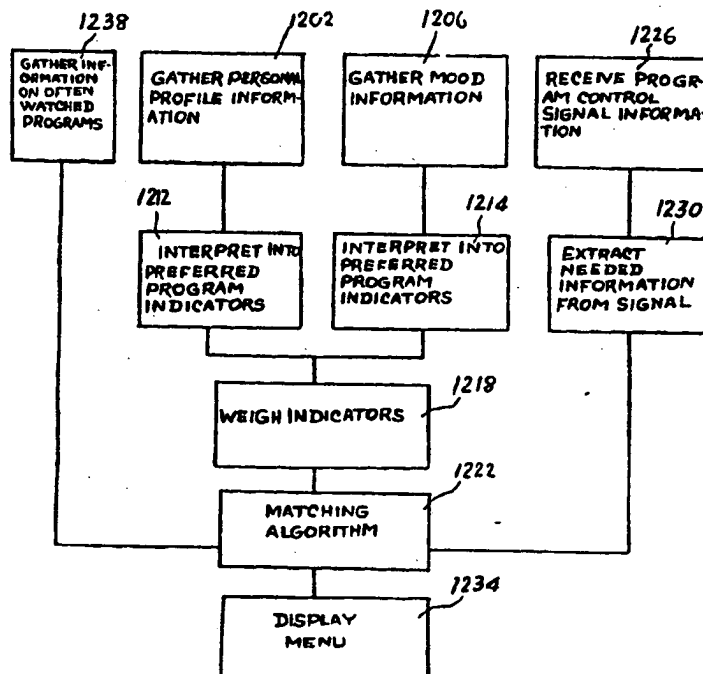 1238
1202
1206
1226
GATHER INF-
ORMATION
ON OFTEN
WATCHED
PROGRAMS
GATHER PERSONAL
PROFILE INFORM-
ATION
GATHER MOOD
INFORMATION
RECEIVE PROGR-
AM CONTROL
SIGNAL INFORMA-
TION
1212
1214
1230
INTERPRET INTO
PREFERRED
PROGRAM
INDICATORS
INTERPRET INTO
PREFERRED
PROGRAM
INDICATORS
EXTRACT
NEEDED
INFORMATION
FROM SIGNAL
1218
WEIGH INDICATORS
1222
MATCHING
ALGORITHM
1234
DISPLAY
MENU